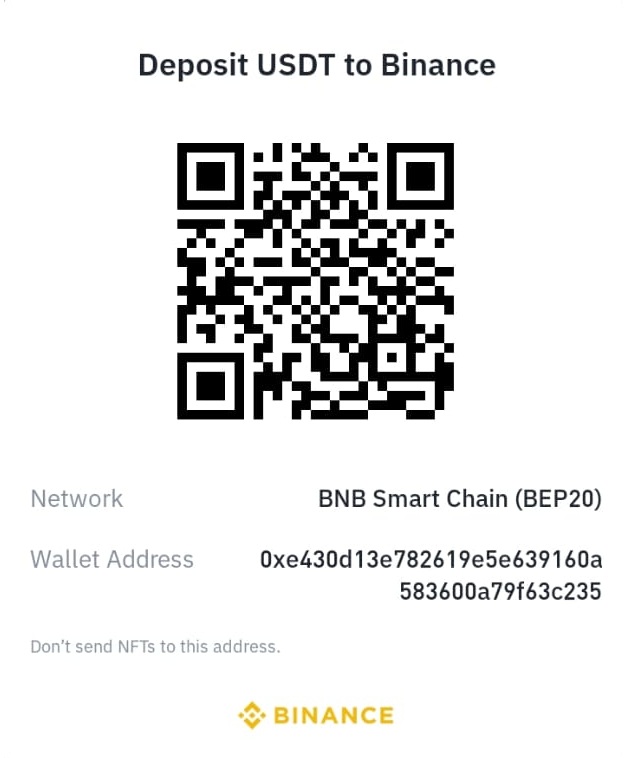 Deposit USDT to Binance
Network BNB Smart Chain (BEP20)
Wallet Address 0xe430d13e782619e5e639160a
583600a79f63c235
Don't send NFTs to this address.
BINANCE